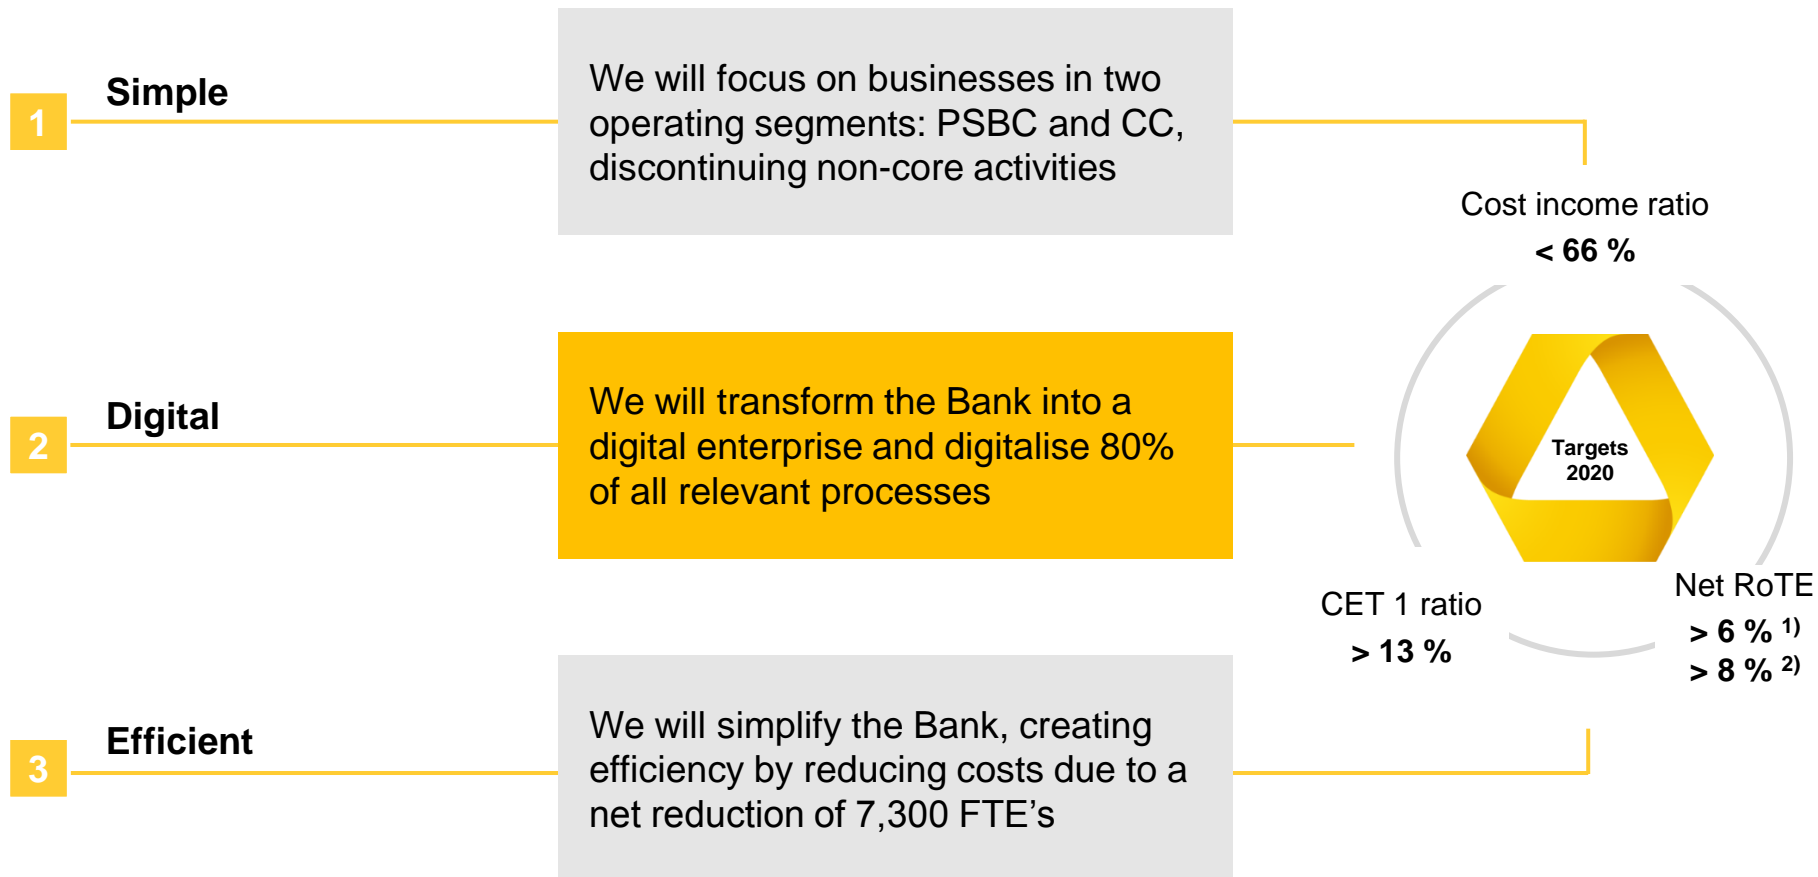 1
Simple
We will focus on businesses in two
operating segments: PSBC and CC,
discontinuing non-core activities
2
Digital
We will transform the Bank into a
digital enterprise and digitalise 80%
of all relevant processes
3
Efficient
We will simplify the Bank, creating
efficiency by reducing costs due to a
net reduction of 7,300 FTE’s
Cost income ratio
< 66 %
Targets
2020
CET 1 ratio
> 13 %
Net RoTE
> 6 % 1)
> 8 % 2)